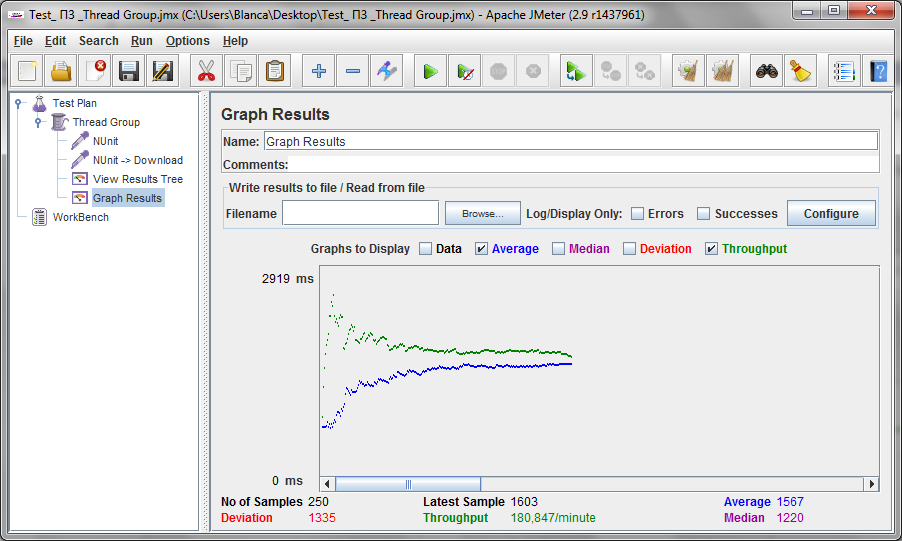 Test_ ПЗ _Thread Group.jmx (C:\Users\Blanca\Desktop\Test_ ПЗ _Thread Group.jmx) - Apache JMeter (2.9 r1437961)
File Edit Search Run Options Help
Test Plan
Thread Group
NUnit
NUnit -> Download
View Results Tree
Graph Results
WorkBench
Graph Results
Name: Graph Results
Comments:
Write results to file / Read from file
Filename Browse... Log/Display Only: Errors Successes Configure
Graphs to Display Data Average Median Deviation Throughput
2919 ms
0 ms
No of Samples 250 Latest Sample 1603 Average 1567
Deviation 1335 Throughput 180,847/minute Median 1220